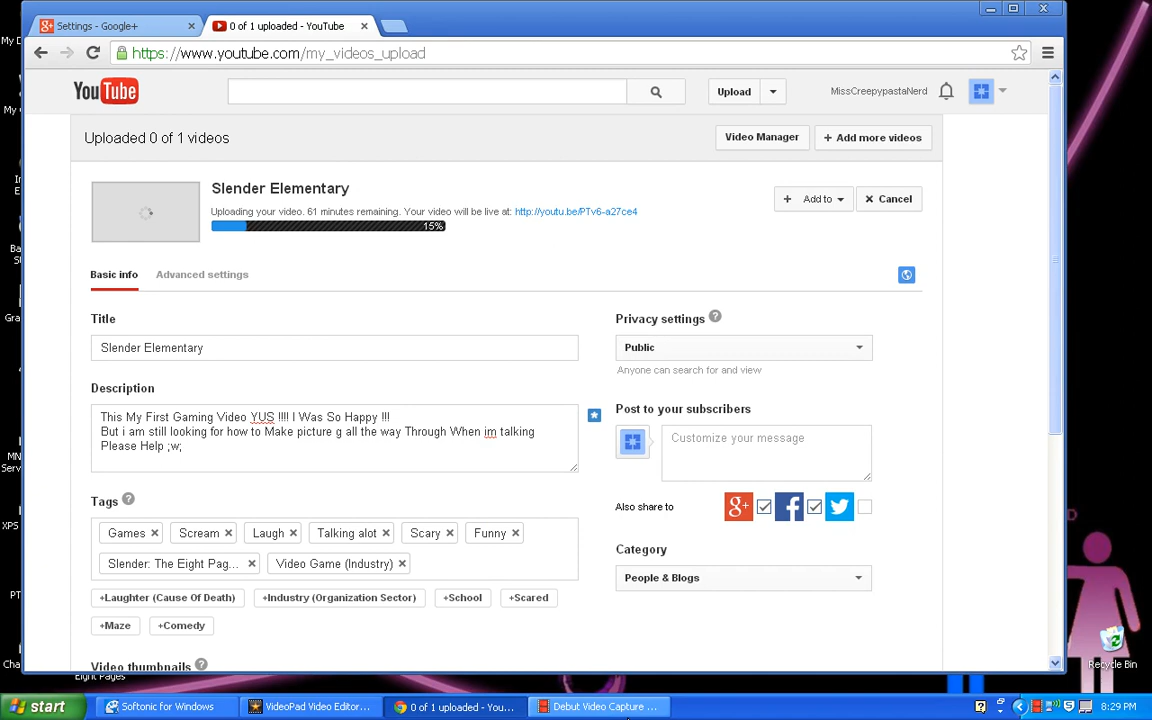 Settings - Google+
0 of 1 uploaded - YouTube
https://www.youtube.com/my_videos_upload
YouTube
Upload
MissCreepypastaNerd
Uploaded 0 of 1 videos
Video Manager
+ Add more videos
Slender Elementary
Uploading your video. 61 minutes remaining. Your video will be live at: http://youtu.be/PTv6-a27ce4
15%
+ Add to
× Cancel
Basic info
Advanced settings
Title
Slender Elementary
Description
This My First Gaming Video YUS !!!! I Was So Happy !!!
But i am still looking for how to Make picture g all the way Through When im talking
Please Help ;w;
Tags ?
Games ×
Scream ×
Laugh ×
Talking alot ×
Scary ×
Funny ×
Slender: The Eight Pag... ×
Video Game (Industry) ×
+Laughter (Cause Of Death)
+Industry (Organization Sector)
+School
+Scared
+Maze
+Comedy
Video thumbnails ?
Privacy settings ?
Public
Anyone can search for and view
Post to your subscribers
Customize your message
Also share to
g+
f
Category
People & Blogs
Eight Pages
Recycle Bin
start
Softonic for Windows
VideoPad Video Editor...
0 of 1 uploaded - You...
Debut Video Capture ...
8:29 PM